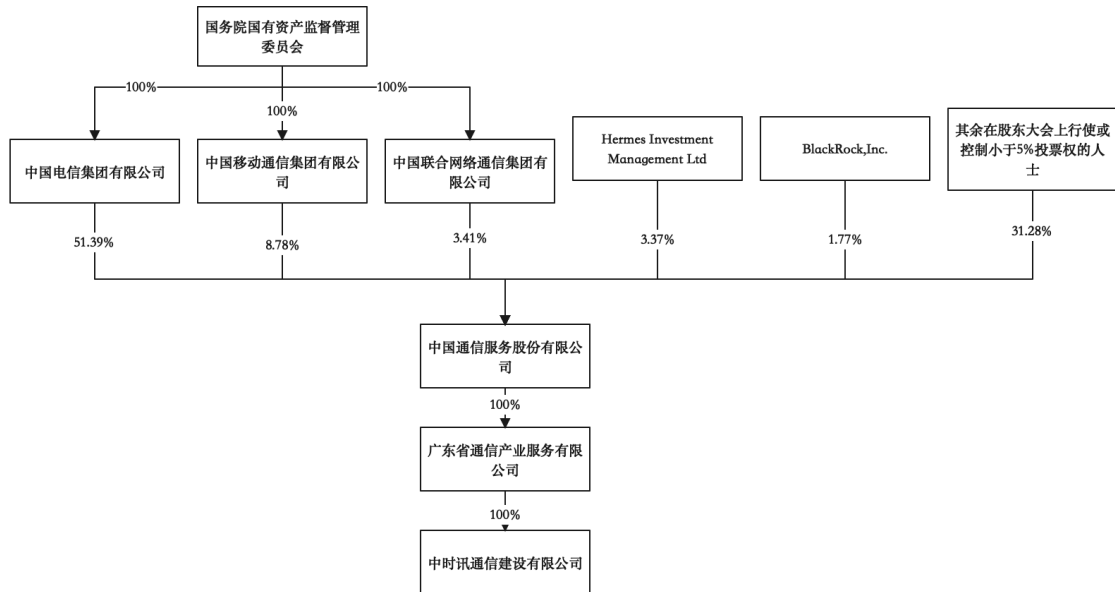 国务院国有资产监督管理
委员会
100%
100%
100%
中国电信集团有限公司
中国移动通信集团有限公
司
中国联合网络通信集团有
限公司
Hermes Investment
Management Ltd
BlackRock,Inc.
其余在股东大会上行使或
控制小于5%投票权的人
士
51.39%
8.78%
3.41%
3.37%
1.77%
31.28%
中国通信服务股份有限公
司
100%
广东省通信产业服务有限
公司
100%
中时讯通信建设有限公司